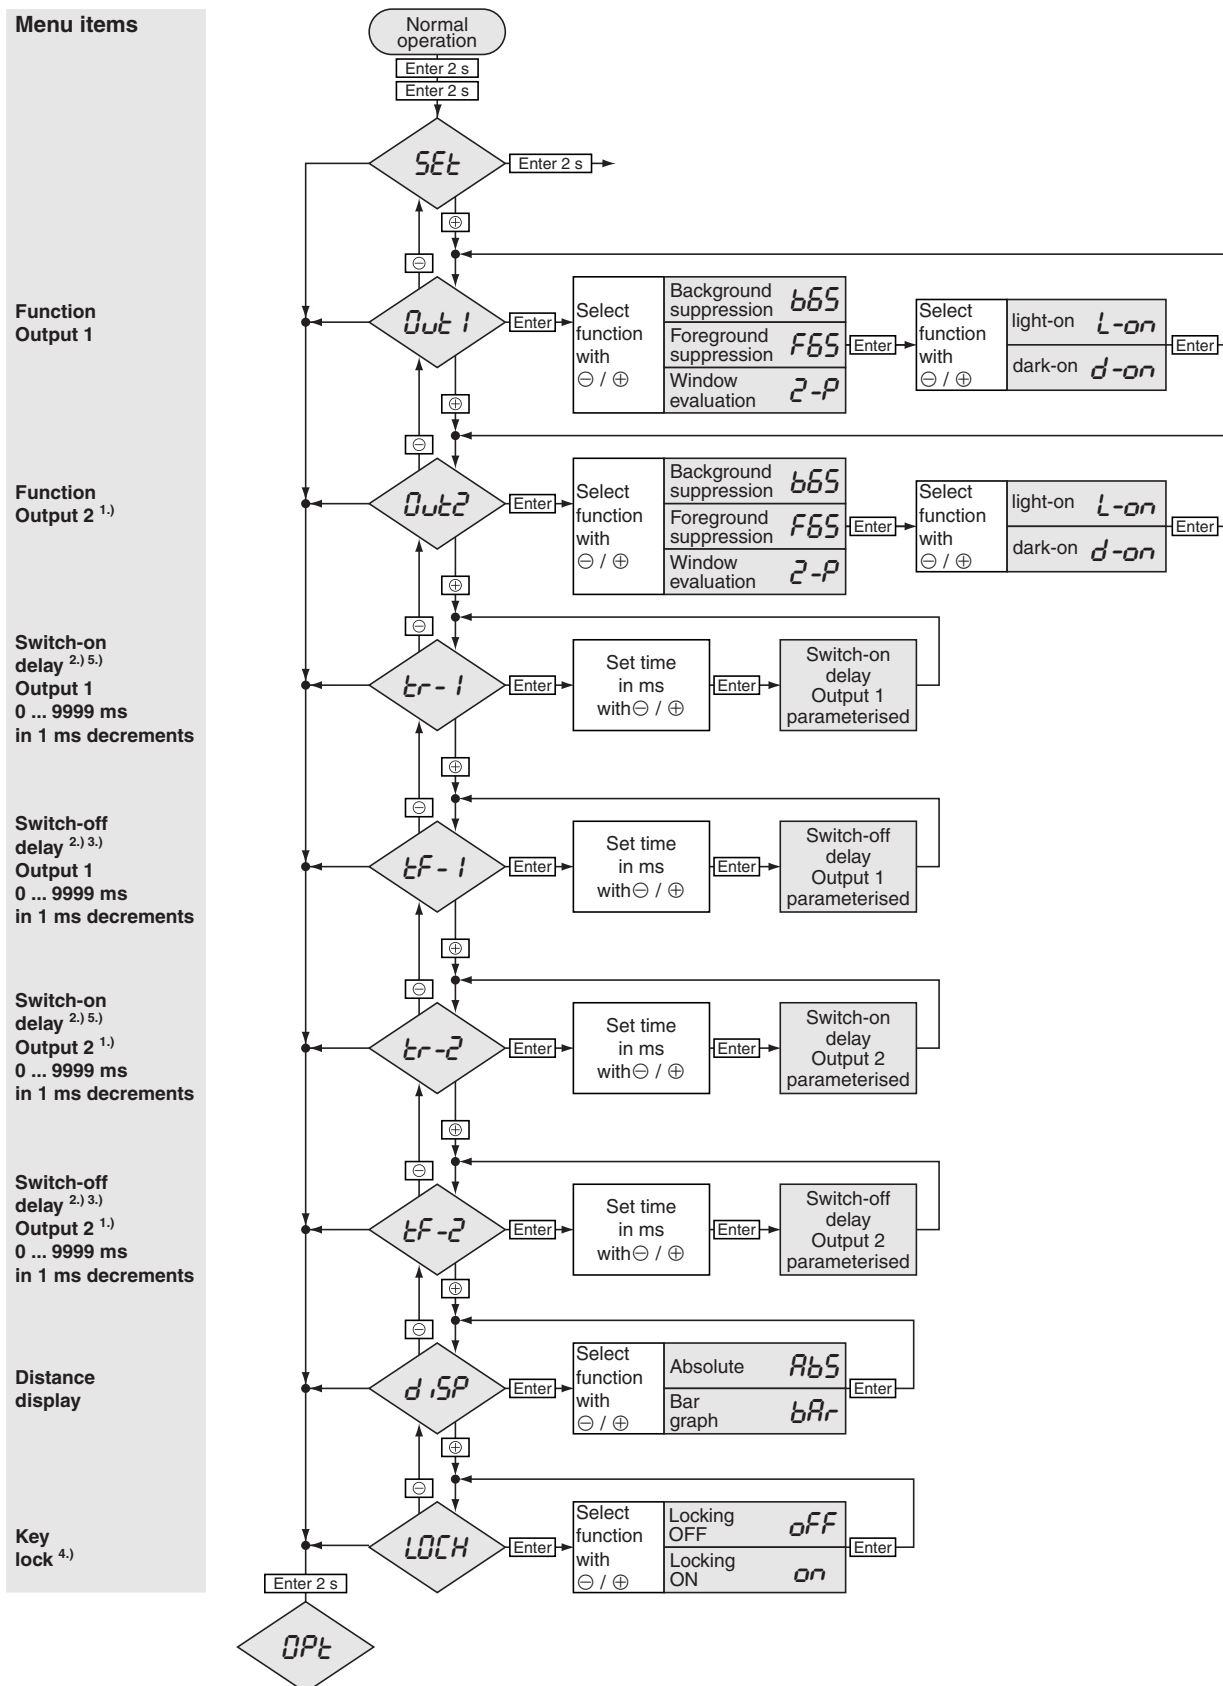 Menu items
Normal
operation
Enter 2 s
Enter 2 s
SEt
Enter 2 s
⊕
⊖
Function
Output 1
Out1
Enter
Select
function
with
⊖ / ⊕
Background
suppression
bGS
Foreground
suppression
FGS
Window
evaluation
2-P
Enter
Select
function
with
⊖ / ⊕
light-on
L-on
dark-on
d-on
Enter
⊕
⊖
Function
Output 2 1.)
Out2
Enter
Select
function
with
⊖ / ⊕
Background
suppression
bGS
Foreground
suppression
FGS
Window
evaluation
2-P
Enter
Select
function
with
⊖ / ⊕
light-on
L-on
dark-on
d-on
Enter
⊕
⊖
Switch-on
delay 2.) 5.)
Output 1
0 ... 9999 ms
in 1 ms decrements
tr-1
Enter
Set time
in ms
with⊖ / ⊕
Enter
Switch-on
delay
Output 1
parameterised
⊕
⊖
Switch-off
delay 2.) 3.)
Output 1
0 ... 9999 ms
in 1 ms decrements
tF-1
Enter
Set time
in ms
with⊖ / ⊕
Enter
Switch-off
delay
Output 1
parameterised
⊕
⊖
Switch-on
delay 2.) 5.)
Output 2 1.)
0 ... 9999 ms
in 1 ms decrements
tr-2
Enter
Set time
in ms
with⊖ / ⊕
Enter
Switch-on
delay
Output 2
parameterised
⊕
⊖
Switch-off
delay 2.) 3.)
Output 2 1.)
0 ... 9999 ms
in 1 ms decrements
tF-2
Enter
Set time
in ms
with⊖ / ⊕
Enter
Switch-off
delay
Output 2
parameterised
⊕
⊖
Distance
display
diSP
Enter
Select
function
with
⊖ / ⊕
Absolute
AbS
Bar
graph
bAr
Enter
⊕
⊖
Key
lock 4.)
LOCH
Enter
Select
function
with
⊖ / ⊕
Locking
OFF
oFF
Locking
ON
on
Enter
Enter 2 s
OPt